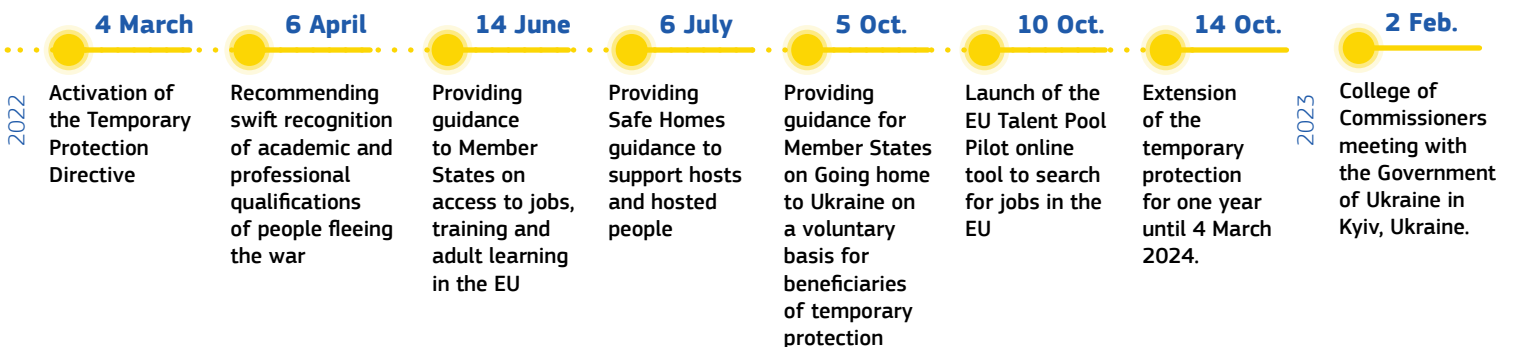 2022
4 March
Activation of
the Temporary
Protection
Directive
6 April
Recommending
swift recognition
of academic and
professional
qualifications
of people fleeing
the war
14 June
Providing
guidance
to Member
States on
access to jobs,
training and
adult learning
in the EU
6 July
Providing
Safe Homes
guidance to
support hosts
and hosted
people
5 Oct.
Providing
guidance for
Member States
on Going home
to Ukraine on
a voluntary
basis for
beneficiaries
of temporary
protection
10 Oct.
Launch of the
EU Talent Pool
Pilot online
tool to search
for jobs in the
EU
14 Oct.
Extension
of the
temporary
protection
for one year
until 4 March
2024.
2023
2 Feb.
College of
Commissioners
meeting with
the Government
of Ukraine in
Kyiv, Ukraine.